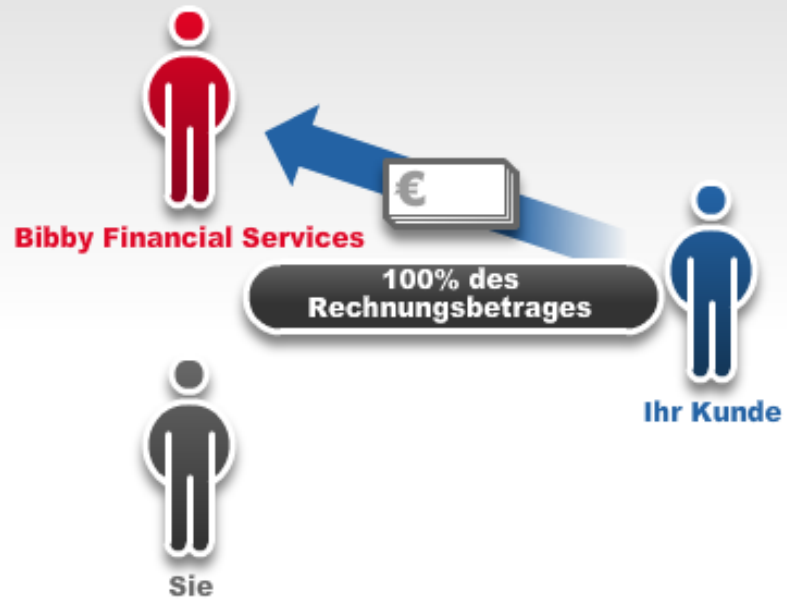 €
Bibby Financial Services
100% des
Rechnungsbetrages
Ihr Kunde
Sie